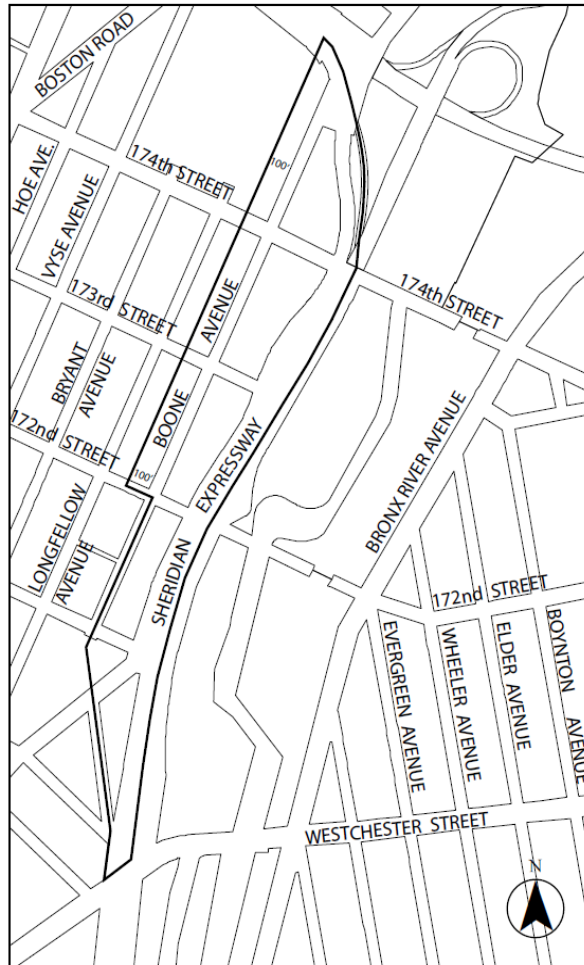 BOSTON ROAD
HOE AVE.
VYSE AVENUE
174th STREET
100'
173rd STREET
AVENUE
BOONE
BRYANT
AVENUE
172nd STREET
100'
LONGFELLOW
AVENUE
SHERIDIAN
EXPRESSWAY
174th STREET
BRONX RIVER AVENUE
172nd STREET
EVERGREEN AVENUE
WHEELER AVENUE
ELDER AVENUE
BOYNTON AVENUE
WESTCHESTER STREET
N